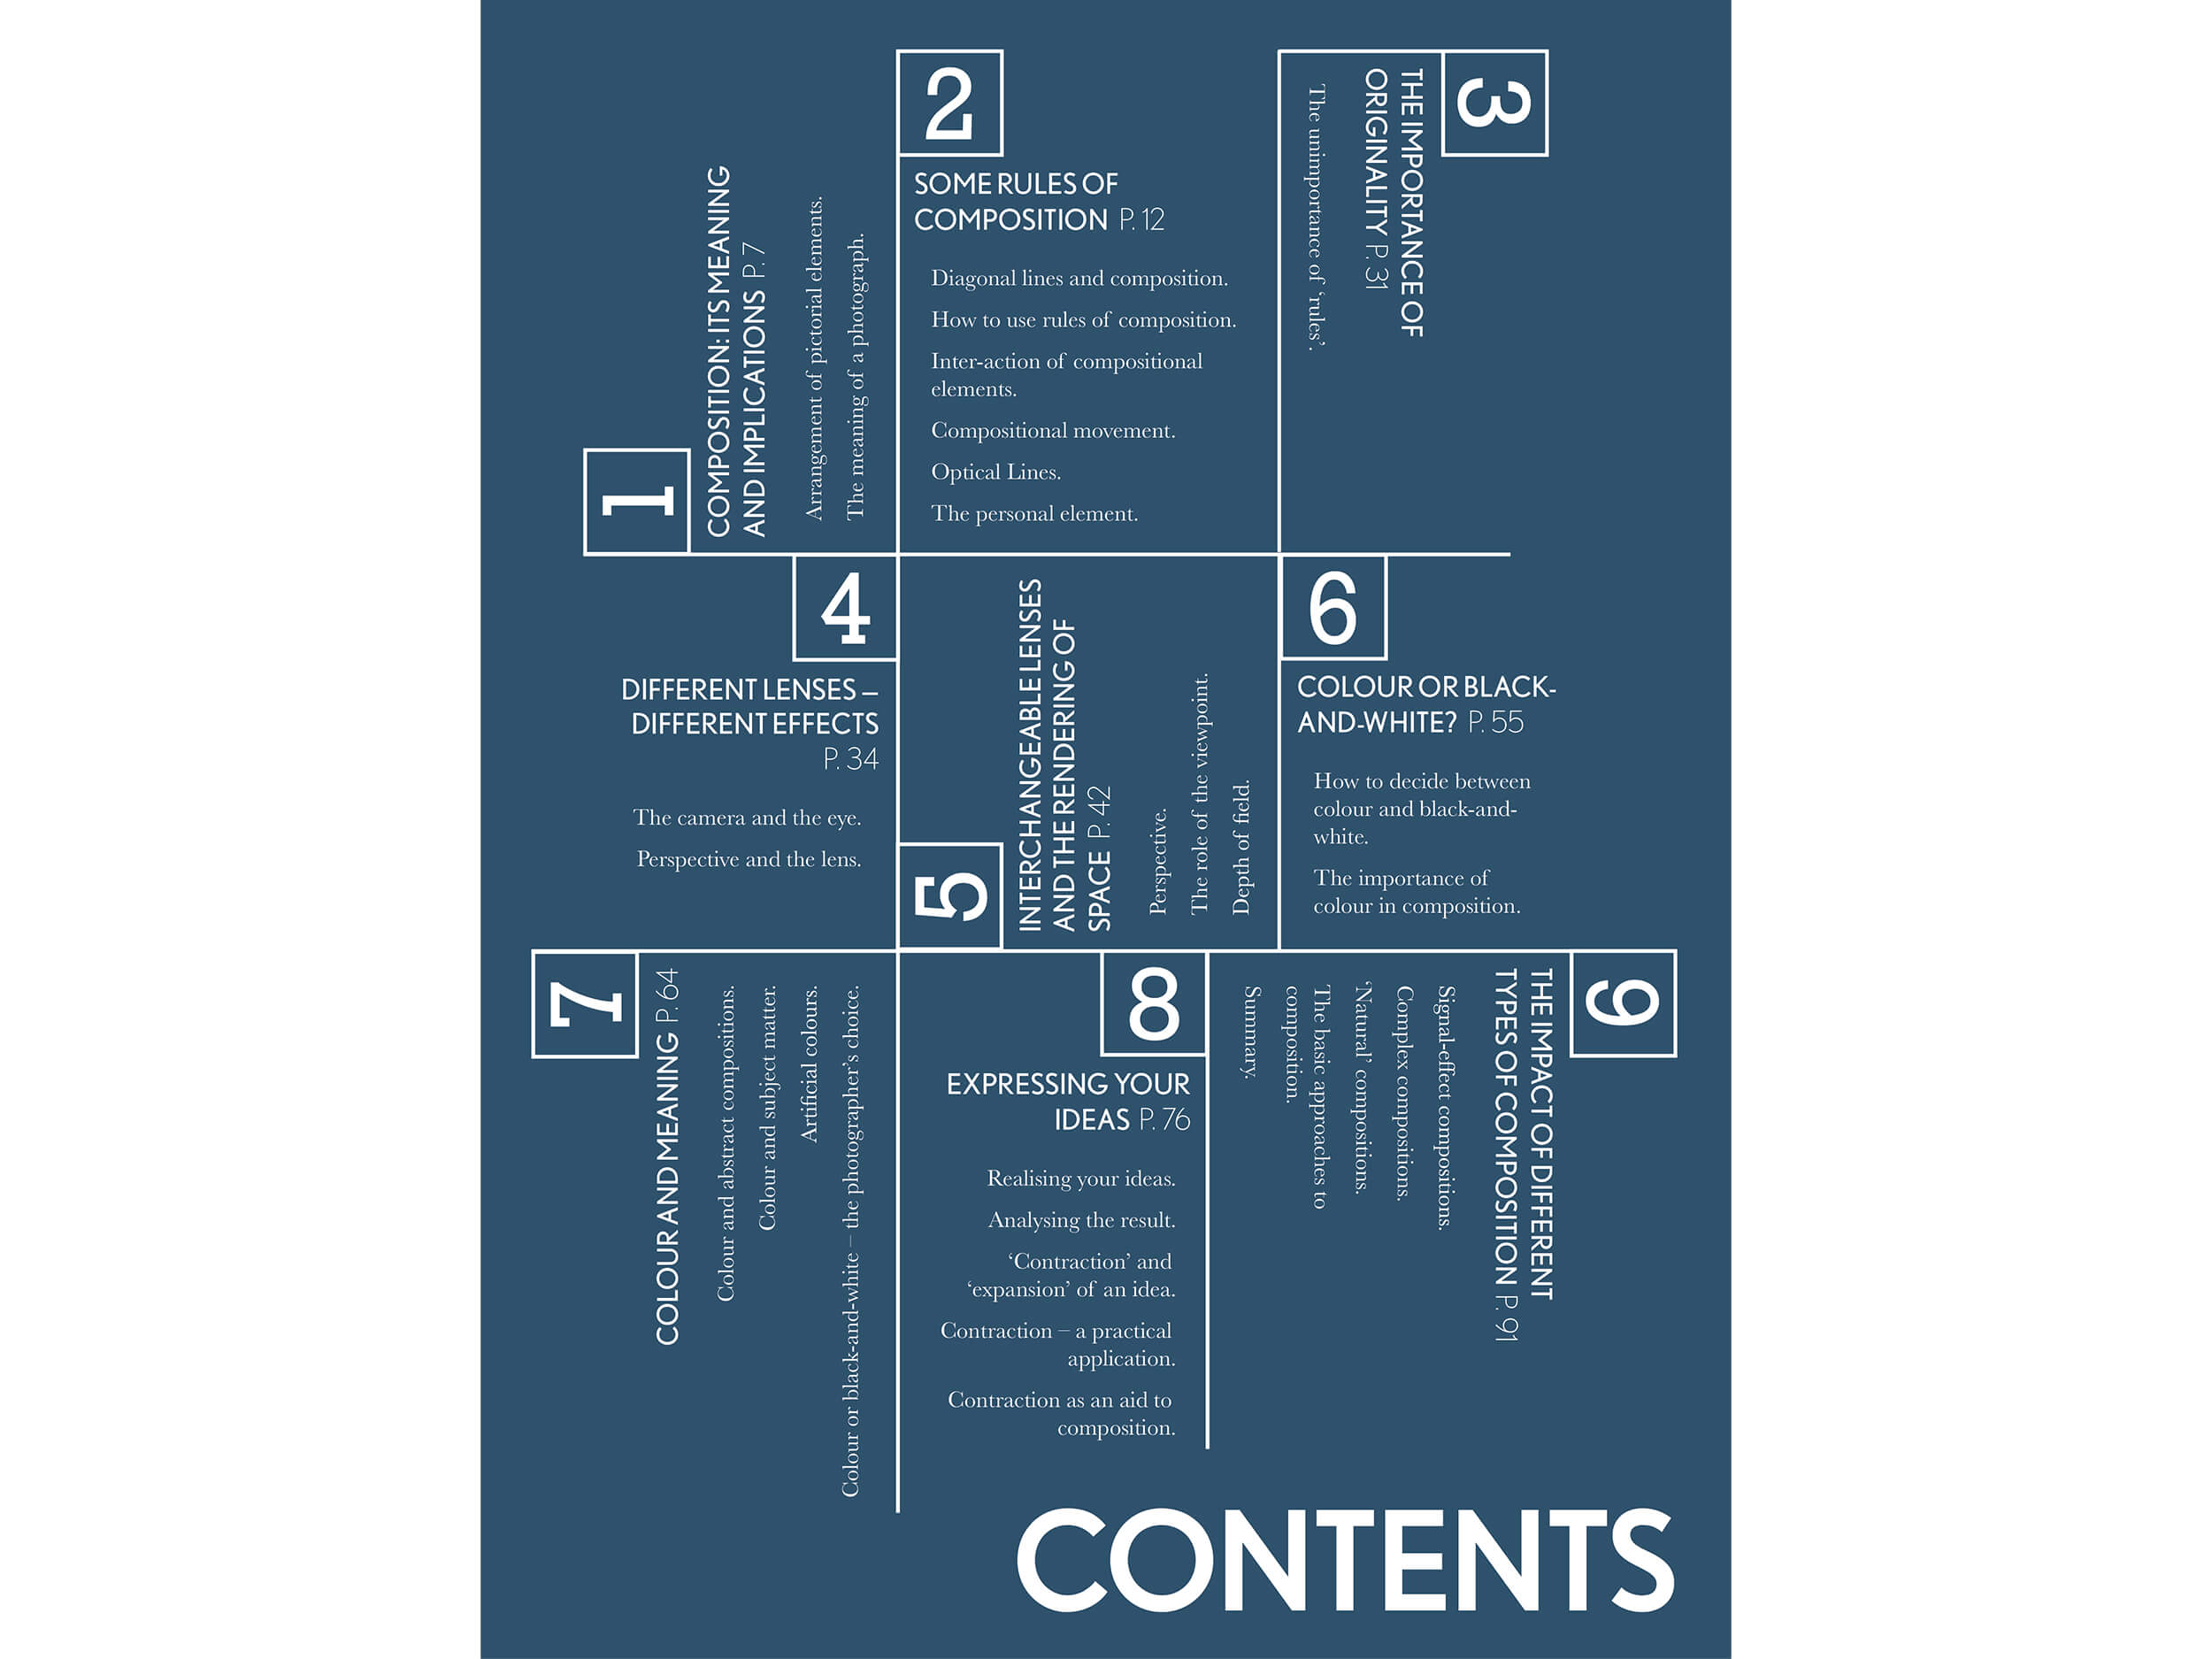 1
COMPOSITION: ITS MEANING
AND IMPLICATIONS P. 7
Arrangement of pictorial elements.
The meaning of a photograph.
2
SOME RULES OF
COMPOSITION P. 12
Diagonal lines and composition.
How to use rules of composition.
Inter-action of compositional
elements.
Compositional movement.
Optical Lines.
The personal element.
3
THE IMPORTANCE OF
ORIGINALITY P. 31
The unimportance of ‘rules’.
4
DIFFERENT LENSES –
DIFFERENT EFFECTS
P. 34
The camera and the eye.
Perspective and the lens.
5
INTERCHANGEABLE LENSES
AND THE RENDERING OF
SPACE P. 42
Perspective.
The role of the viewpoint.
Depth of field.
6
COLOUR OR BLACK-
AND-WHITE? P. 55
How to decide between
colour and black-and-
white.
The importance of
colour in composition.
7
COLOUR AND MEANING P. 64
Colour and abstract compositions.
Colour and subject matter.
Artificial colours.
Colour or black-and-white – the photographer’s choice.
8
EXPRESSING YOUR
IDEAS P. 76
Realising your ideas.
Analysing the result.
‘Contraction’ and
‘expansion’ of an idea.
Contraction – a practical
application.
Contraction as an aid to
composition.
9
THE IMPACT OF DIFFERENT
TYPES OF COMPOSITION P. 91
Signal-effect compositions.
Complex compositions.
‘Natural’ compositions.
The basic approaches to
composition.
Summary.
CONTENTS